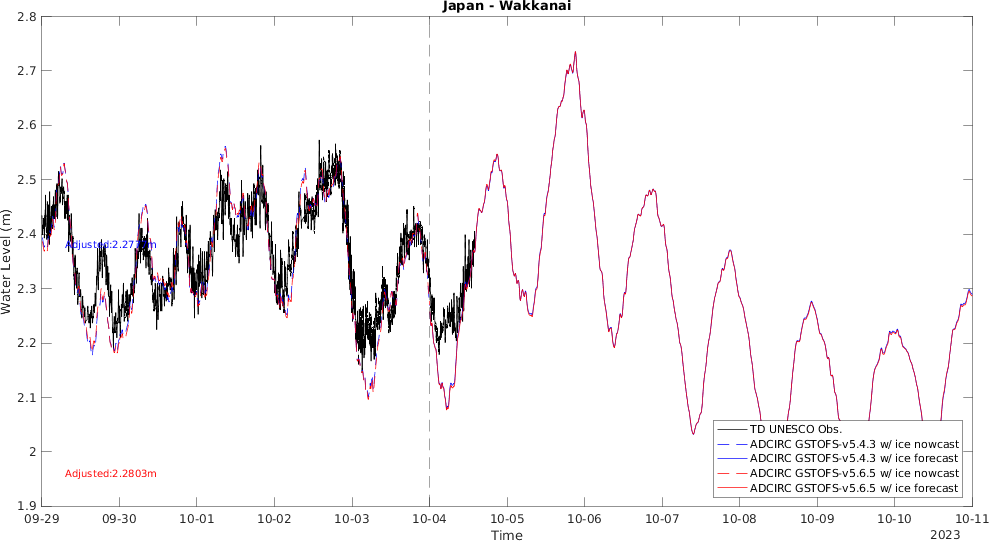 Japan - Wakkanai
2.8
2.7
2.6
2.5
2.4
2.3
2.2
2.1
2
1.9
Water Level (m)
Adjusted:2.2803m
TD UNESCO Obs.
ADCIRC GSTOFS-v5.4.3 w/ ice nowcast
ADCIRC GSTOFS-v5.4.3 w/ ice forecast
ADCIRC GSTOFS-v5.6.5 w/ ice nowcast
ADCIRC GSTOFS-v5.6.5 w/ ice forecast
09-29 09-30 10-01 10-02 10-03 10-04 10-05 10-06 10-07 10-08 10-09 10-10 10-11
Time
2023